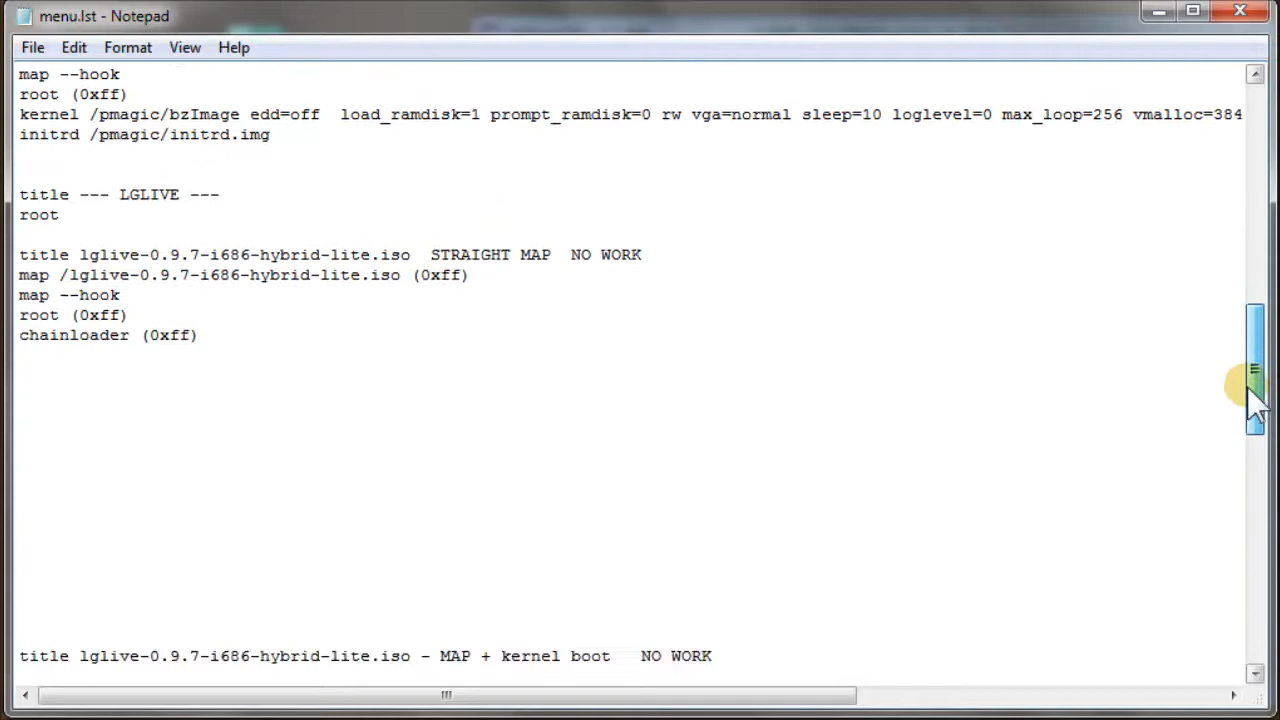 menu.lst - Notepad
File Edit Format View Help
map --hook
root (0xff)
kernel /pmagic/bzImage edd=off  load_ramdisk=1 prompt_ramdisk=0 rw vga=normal sleep=10 loglevel=0 max_loop=256 vmalloc=384
initrd /pmagic/initrd.img
title --- LGLIVE ---
root
title lglive-0.9.7-i686-hybrid-lite.iso  STRAIGHT MAP  NO WORK
map /lglive-0.9.7-i686-hybrid-lite.iso (0xff)
map --hook
root (0xff)
chainloader (0xff)
title lglive-0.9.7-i686-hybrid-lite.iso - MAP + kernel boot   NO WORK